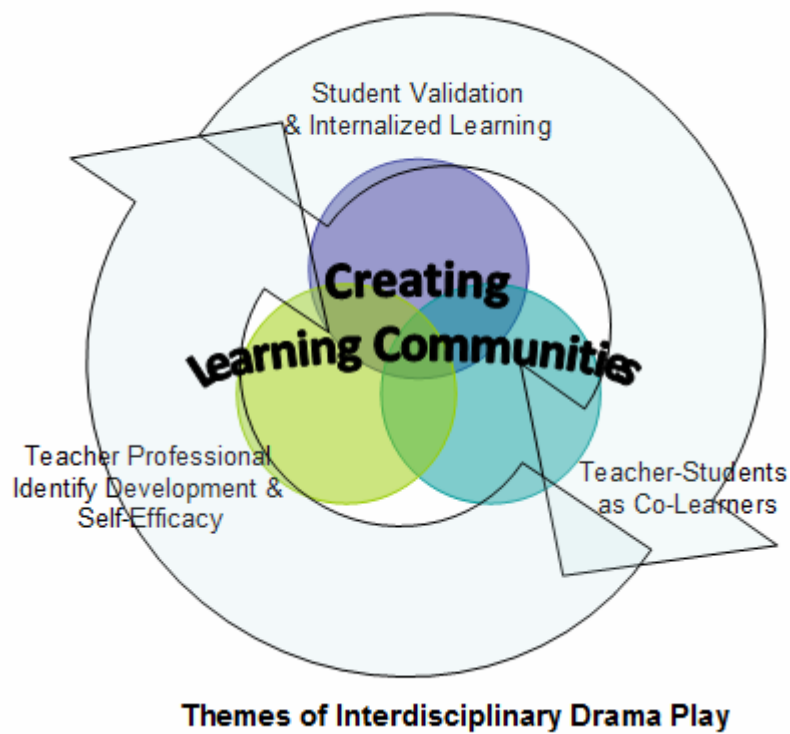 Student Validation
& Internalized Learning
Creating
Learning Communities
Teacher Professional
Identify Development &
Self-Efficacy
Teacher-Students
as Co-Learners
Themes of Interdisciplinary Drama Play